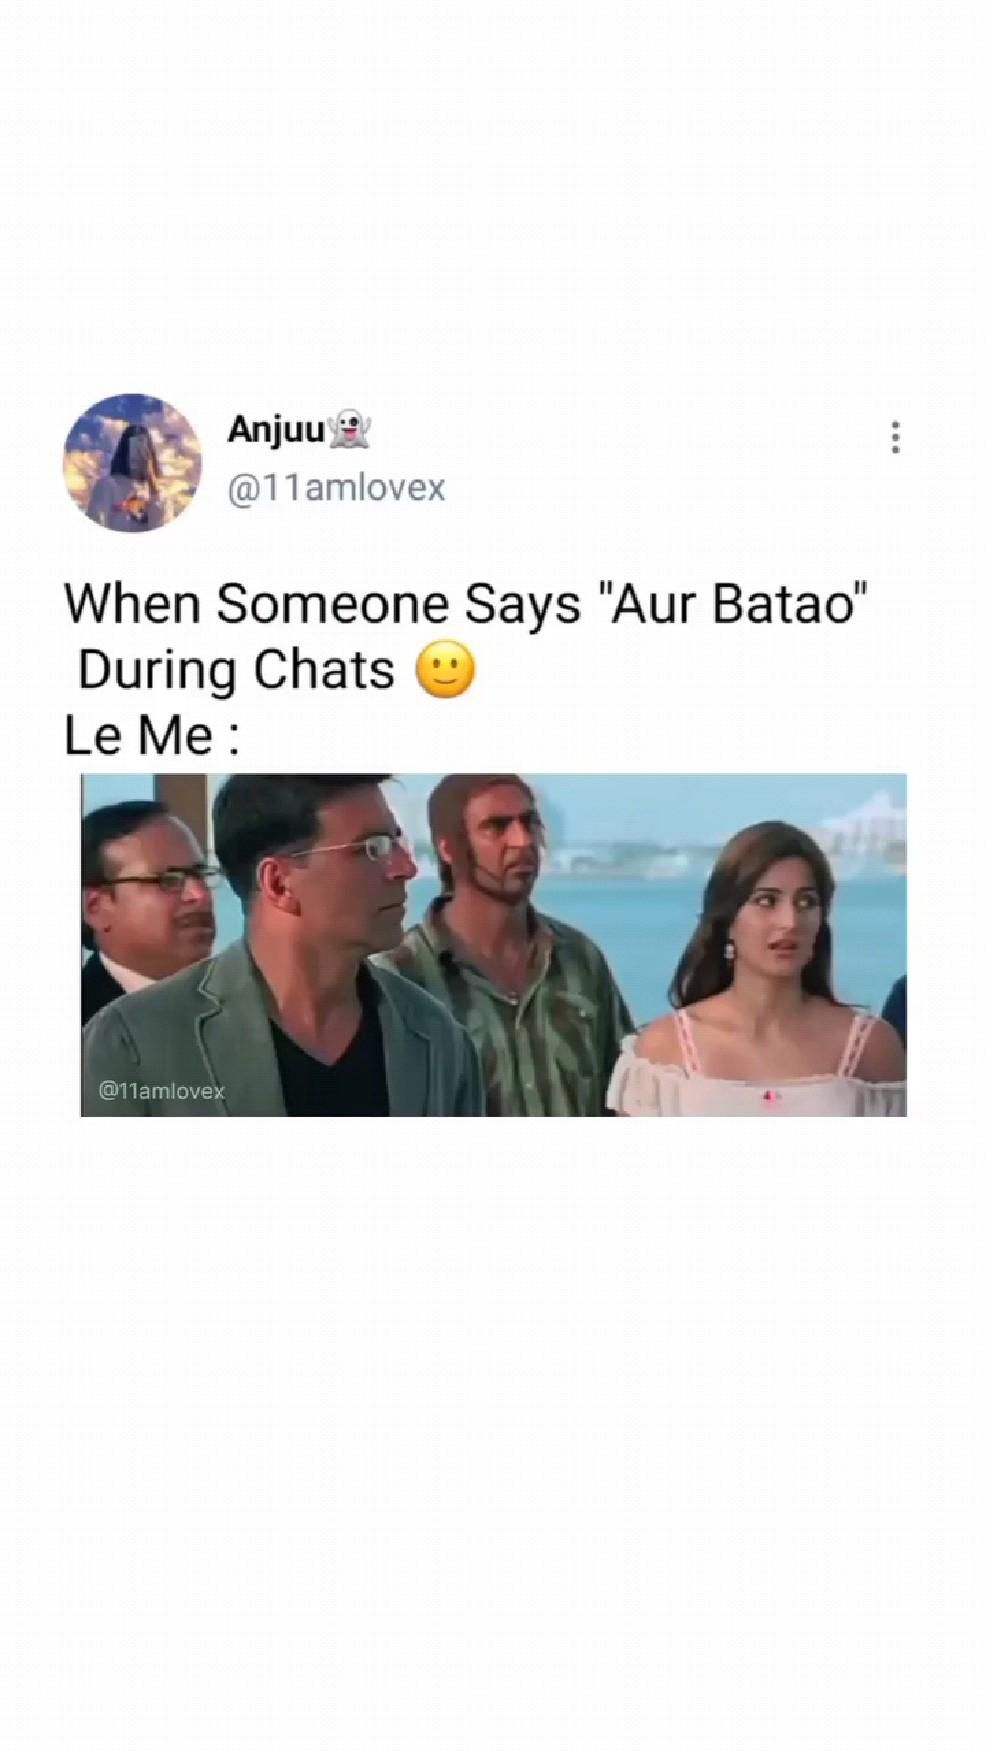 Anjuu👻
@11amlovex
When Someone Says "Aur Batao"
During Chats 🙂
Le Me :
@11amlovex